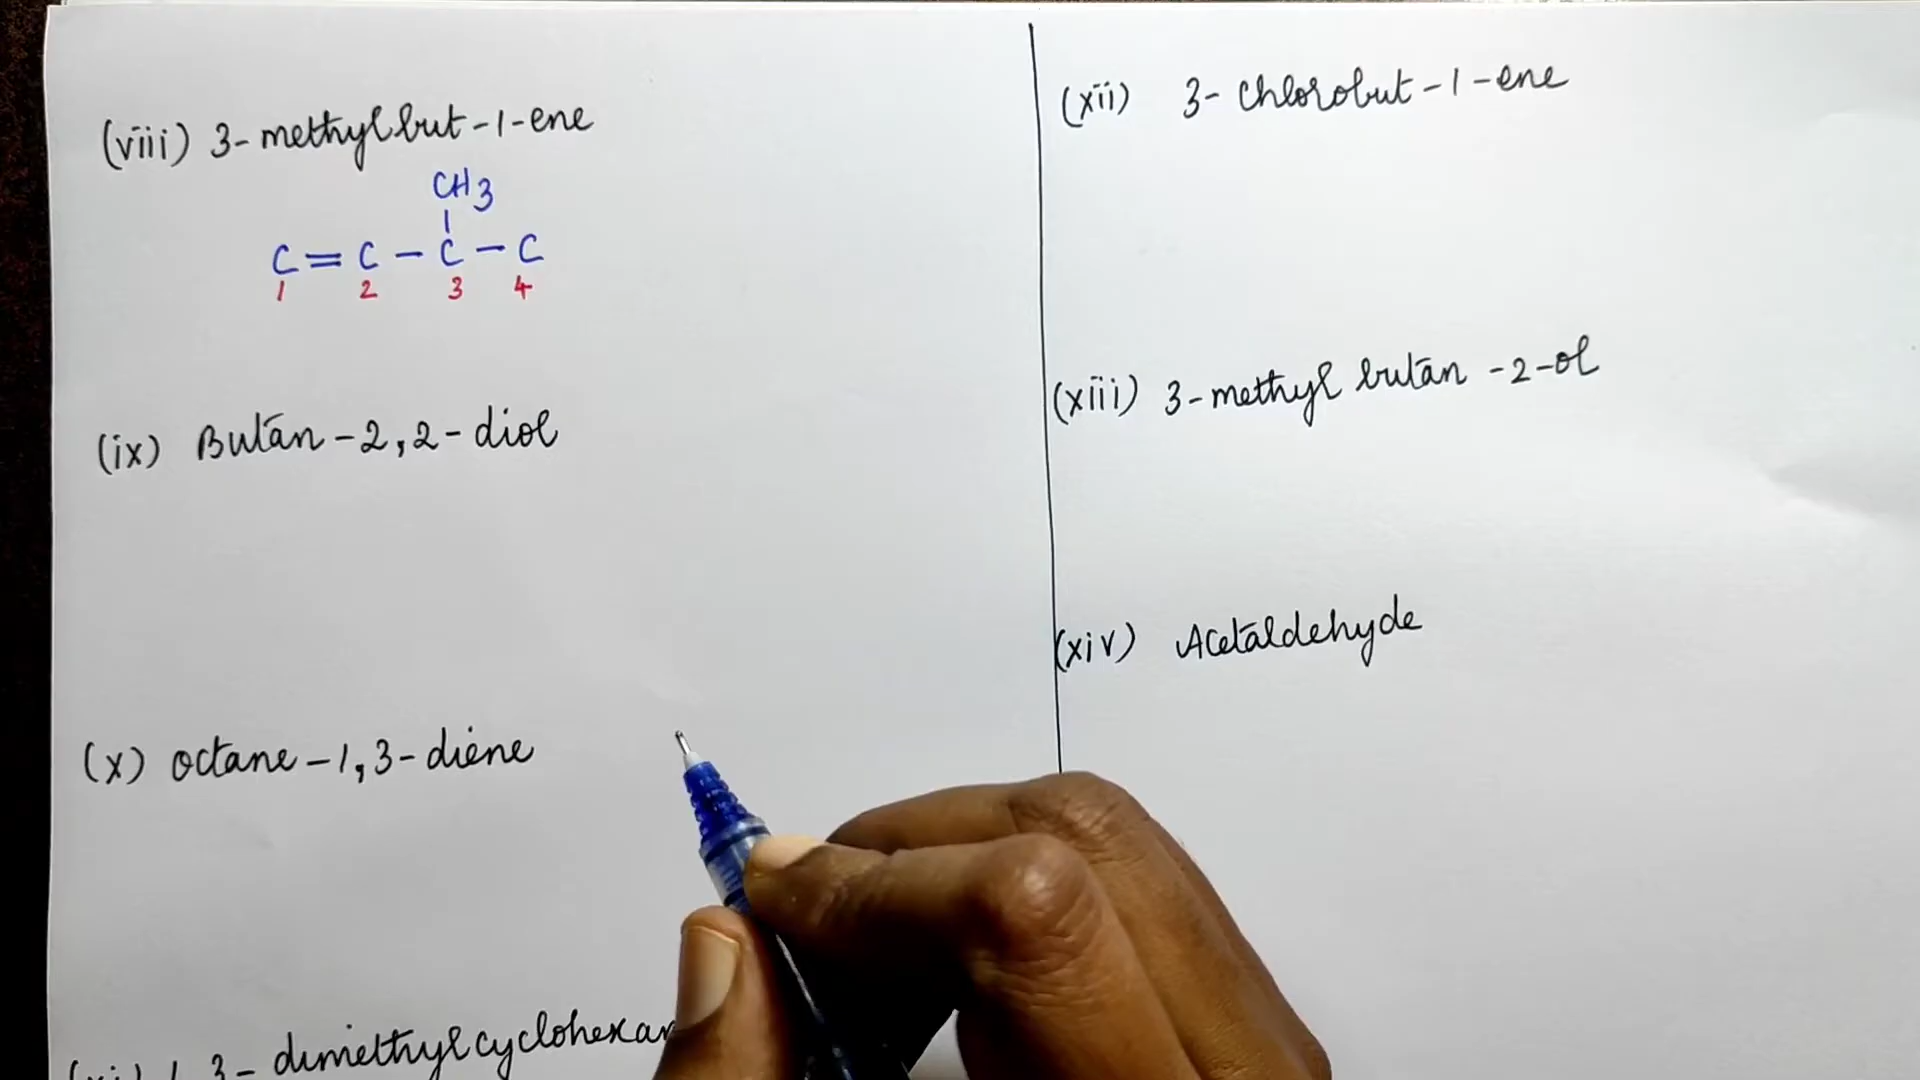 (viii) 3-methylbut-1-ene
CH3
C=C-C-C
1 2 3 4
(ix) Butan-2,2-diol
(x) octane-1,3-diene
3-dimethylcyclohexan
(xii) 3-chlorobut-1-ene
(xiii) 3-methyl butan-2-ol
(xiv) Acetaldehyde